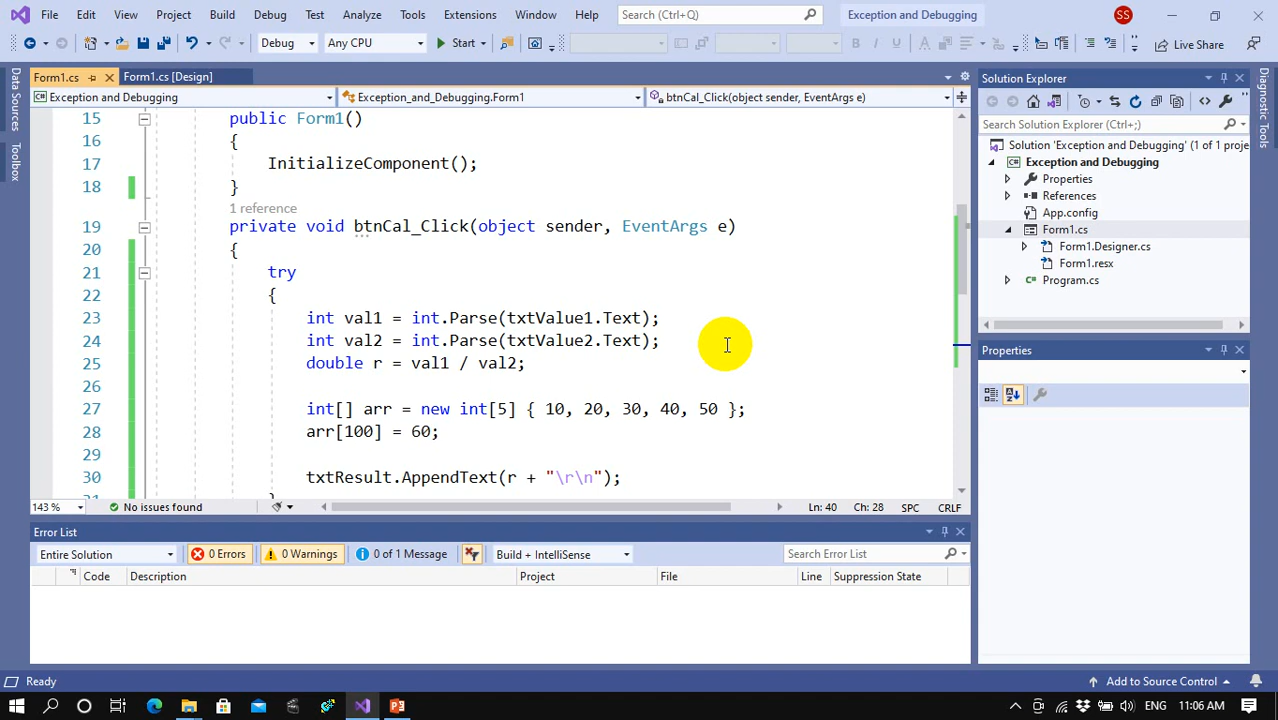 File Edit View Project Build Debug Test Analyze Tools Extensions Window Help Search (Ctrl+Q) Exception and Debugging SS
Debug Any CPU Start Live Share
Form1.cs Form1.cs [Design]
Exception and Debugging Exception_and_Debugging.Form1 btnCal_Click(object sender, EventArgs e)
Data Sources
Toolbox
15 public Form1()
16 {
17 InitializeComponent();
18 }
1 reference
19 private void btnCal_Click(object sender, EventArgs e)
20 {
21 try
22 {
23 int val1 = int.Parse(txtValue1.Text);
24 int val2 = int.Parse(txtValue2.Text);
25 double r = val1 / val2;
26
27 int[] arr = new int[5] { 10, 20, 30, 40, 50 };
28 arr[100] = 60;
29
30 txtResult.AppendText(r + "\r\n");
31 }
143 % No issues found Ln: 40 Ch: 28 SPC CRLF
Error List
Entire Solution 0 Errors 0 Warnings 0 of 1 Message Build + IntelliSense Search Error List
Code Description Project File Line Suppression State
Solution Explorer
Search Solution Explorer (Ctrl+;)
Solution 'Exception and Debugging' (1 of 1 proje
Exception and Debugging
Properties
References
App.config
Form1.cs
Form1.Designer.cs
Form1.resx
Program.cs
Properties
Diagnostic Tools
Ready Add to Source Control
11:06 AM